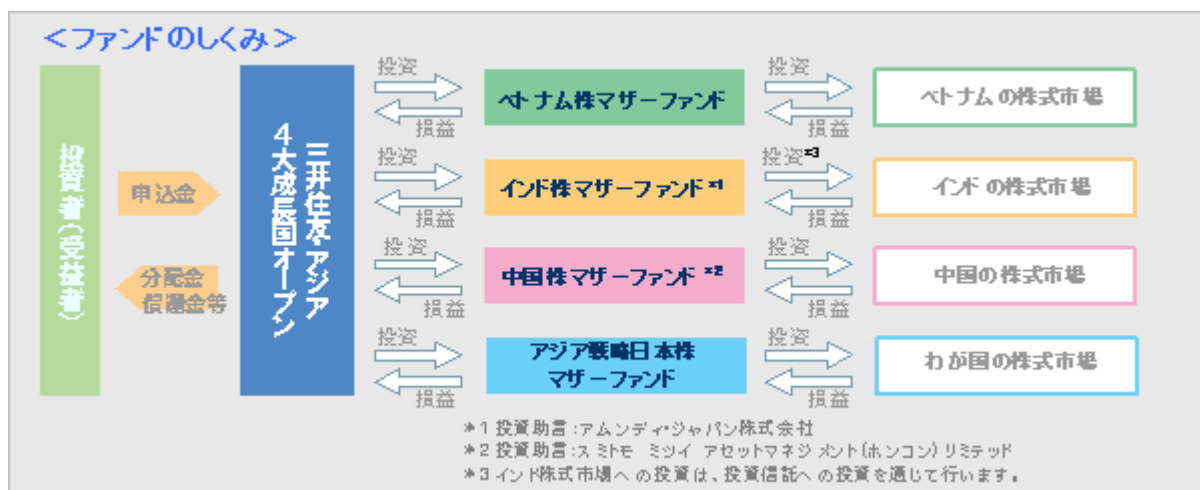 ＜ファンドのしくみ＞
投資者(受益者)
申込金
分配金
償還金等
三井住友・アジア
4大成長国オープン
投資
損益
ベトナム株マザーファンド
投資
損益
ベトナムの株式市場
投資
損益
インド株マザーファンド*1
投資*3
損益
インドの株式市場
投資
損益
中国株マザーファンド*2
投資
損益
中国の株式市場
投資
損益
アジア戦略日本株
マザーファンド
投資
損益
わが国の株式市場
*1 投資助言:アムンディ・ジャパン株式会社
*2 投資助言:スミトモ ミツイ アセットマネジメント(ホンコン)リミテッド
*3 インド株式市場への投資は、投資信託への投資を通じて行います。